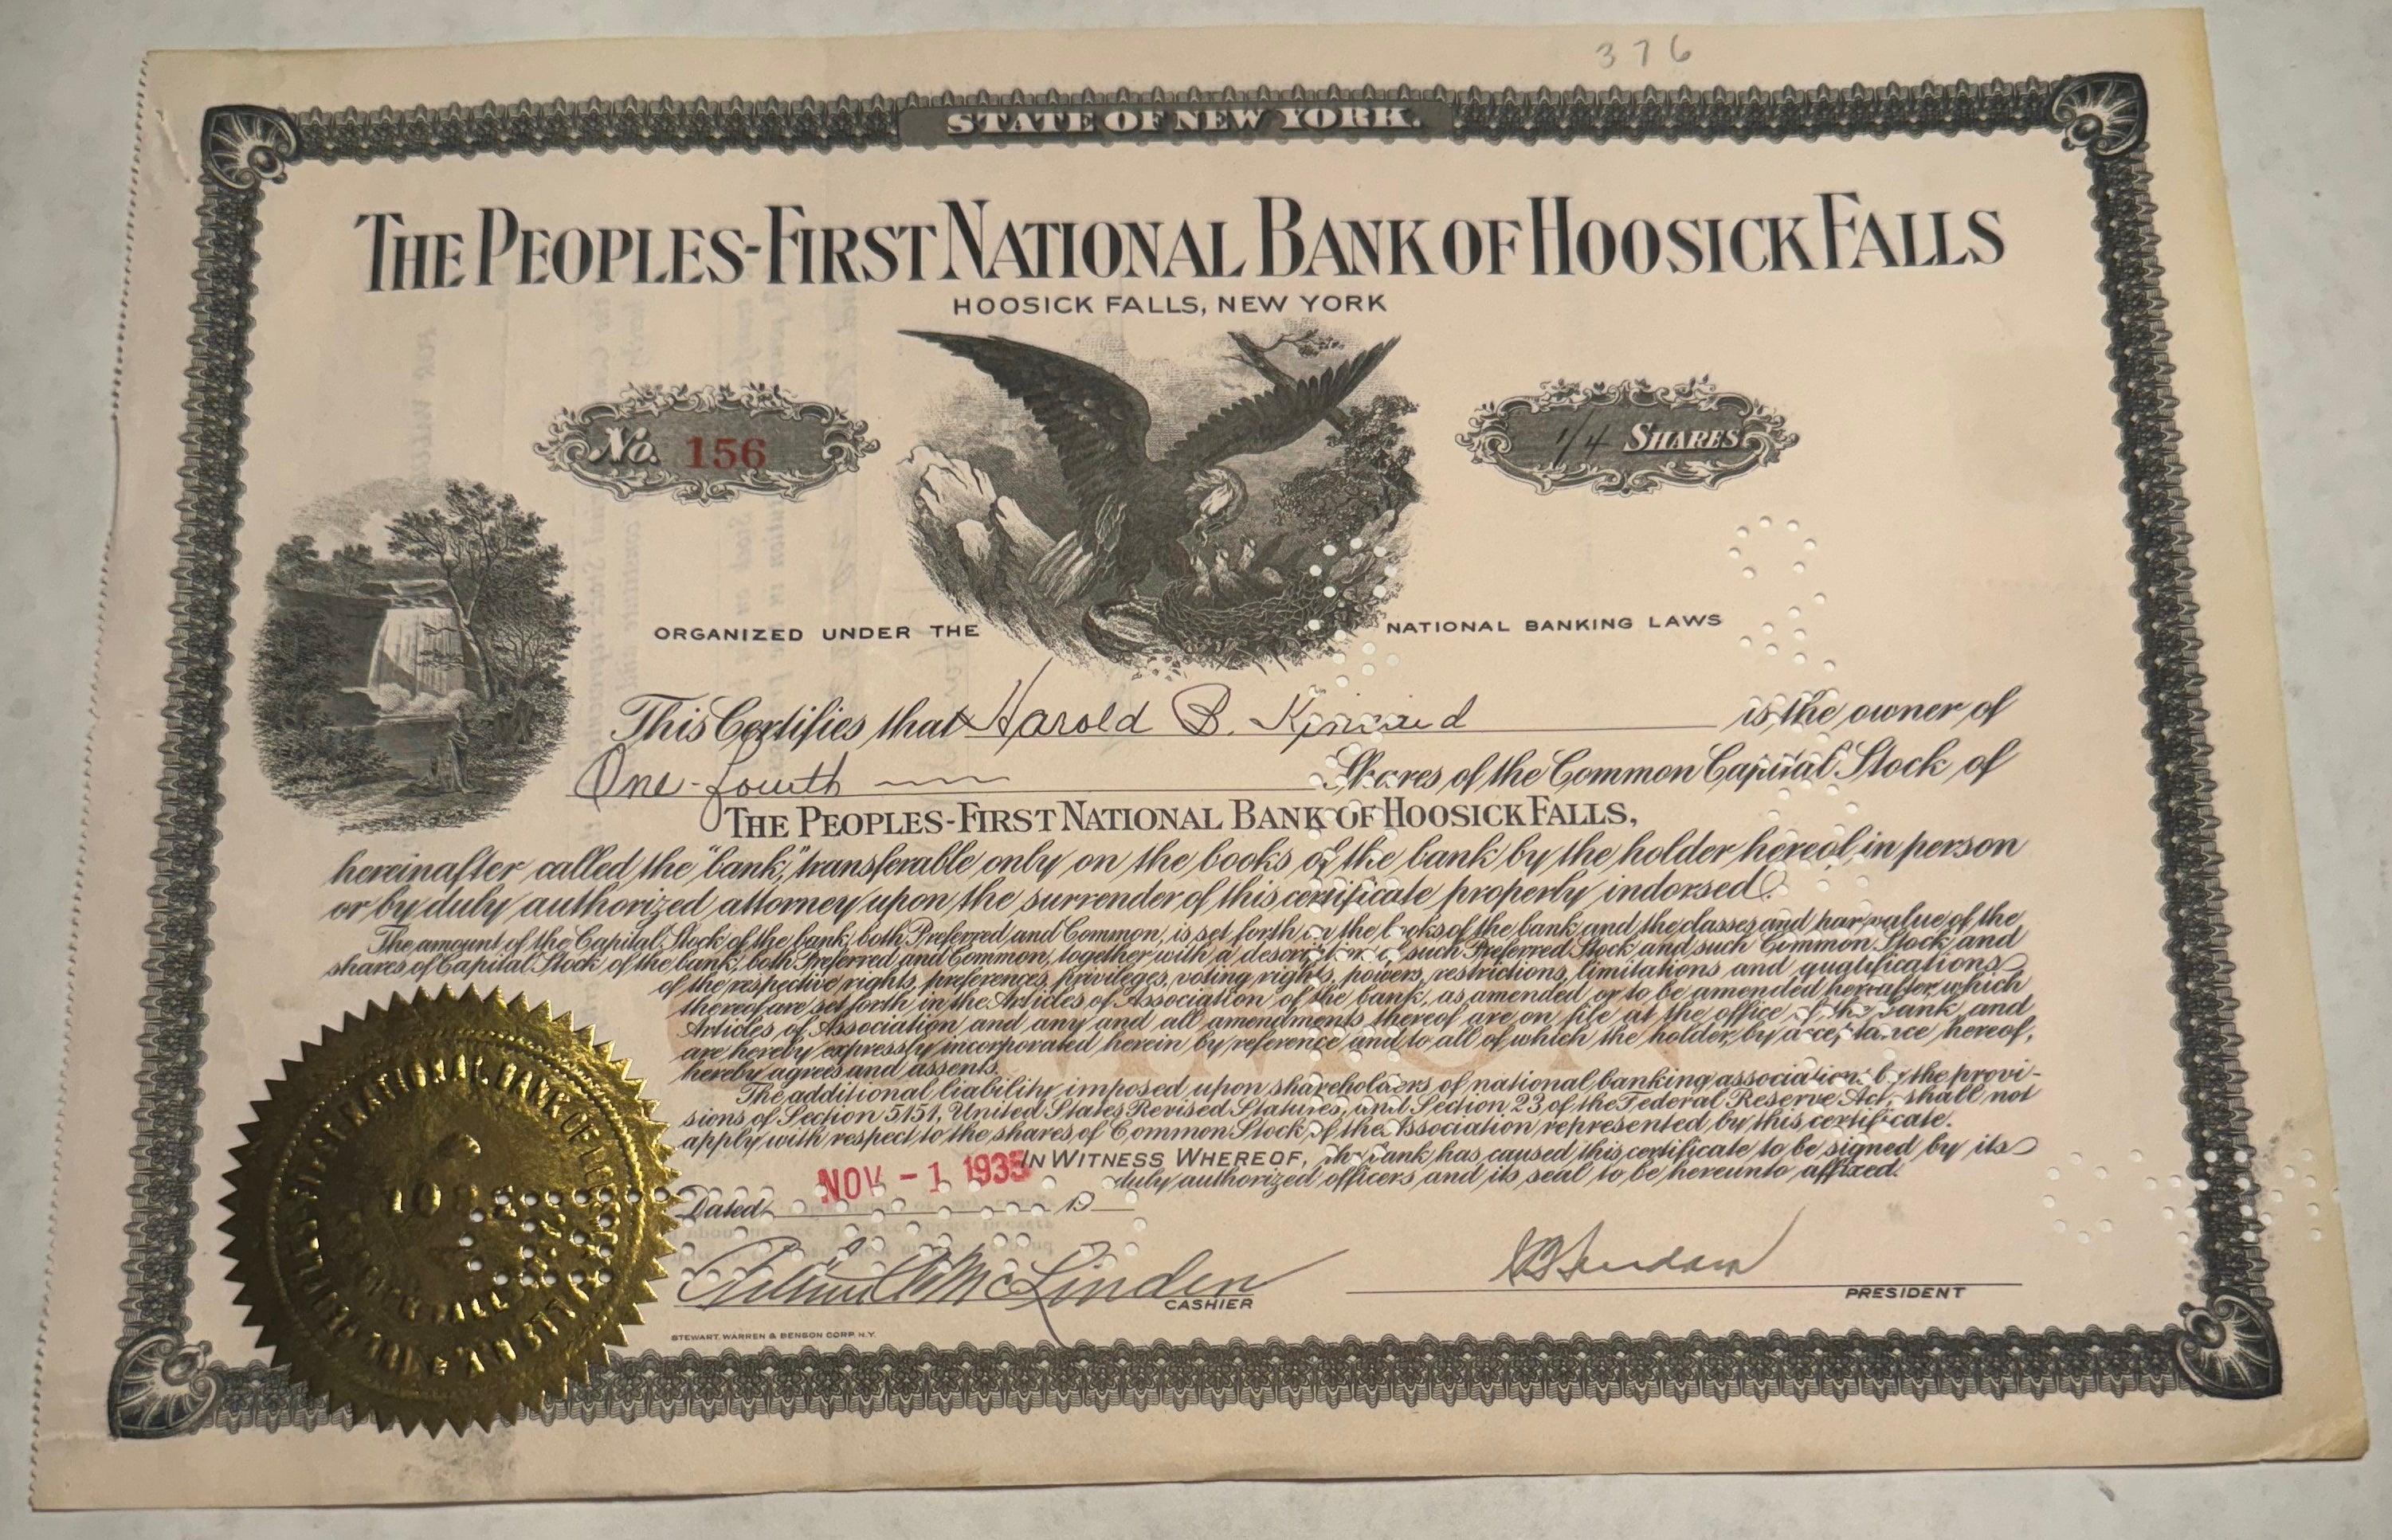 376
STATE OF NEW YORK.
THE PEOPLES-FIRST NATIONAL BANK OF HOOSICK FALLS
HOOSICK FALLS, NEW YORK
No. 156
1/4 SHARES
ORGANIZED UNDER THE NATIONAL BANKING LAWS
This Certifies that Harold B. Kincaid is the owner of
One-fourth Shares of the Common Capital Stock of
THE PEOPLES-FIRST NATIONAL BANK OF HOOSICK FALLS,
hereinafter called the "bank," transferable only on the books of the bank by the holder hereof, in person
or by duly authorized attorney upon the surrender of this certificate properly indorsed.
The amount of the Capital Stock of the bank, both Preferred and Common, is set forth on the books of the bank and the classes and par value of the
shares of Capital Stock of the bank, both Preferred and Common, together with a description of such Preferred Stock and such Common Stock and
of the respective rights, preferences, privileges, voting rights, powers, restrictions, limitations and qualifications
thereof are set forth in the Articles of Association of the bank, as amended or to be amended hereafter, which
Articles of Association and any and all amendments thereof are on file at the office of the bank and
are hereby expressly incorporated herein by reference and to all of which the holder, by acceptance hereof,
hereby agrees and assents.
The additional liability imposed upon shareholders of national banking associations by the provi-
sions of Section 5151, United States Revised Statutes, and Section 23 of the Federal Reserve Act, shall not
apply with respect to the shares of Common Stock of the Association represented by this certificate.
IN WITNESS WHEREOF, the bank has caused this certificate to be signed by its
duly authorized officers and its seal to be hereunto affixed.
NOV -1 1935
Dated 19
McLinden
CASHIER
PRESIDENT
STEWART, WARREN & BENSON CORP. N.Y.
FIRST NATIONAL BANK OF